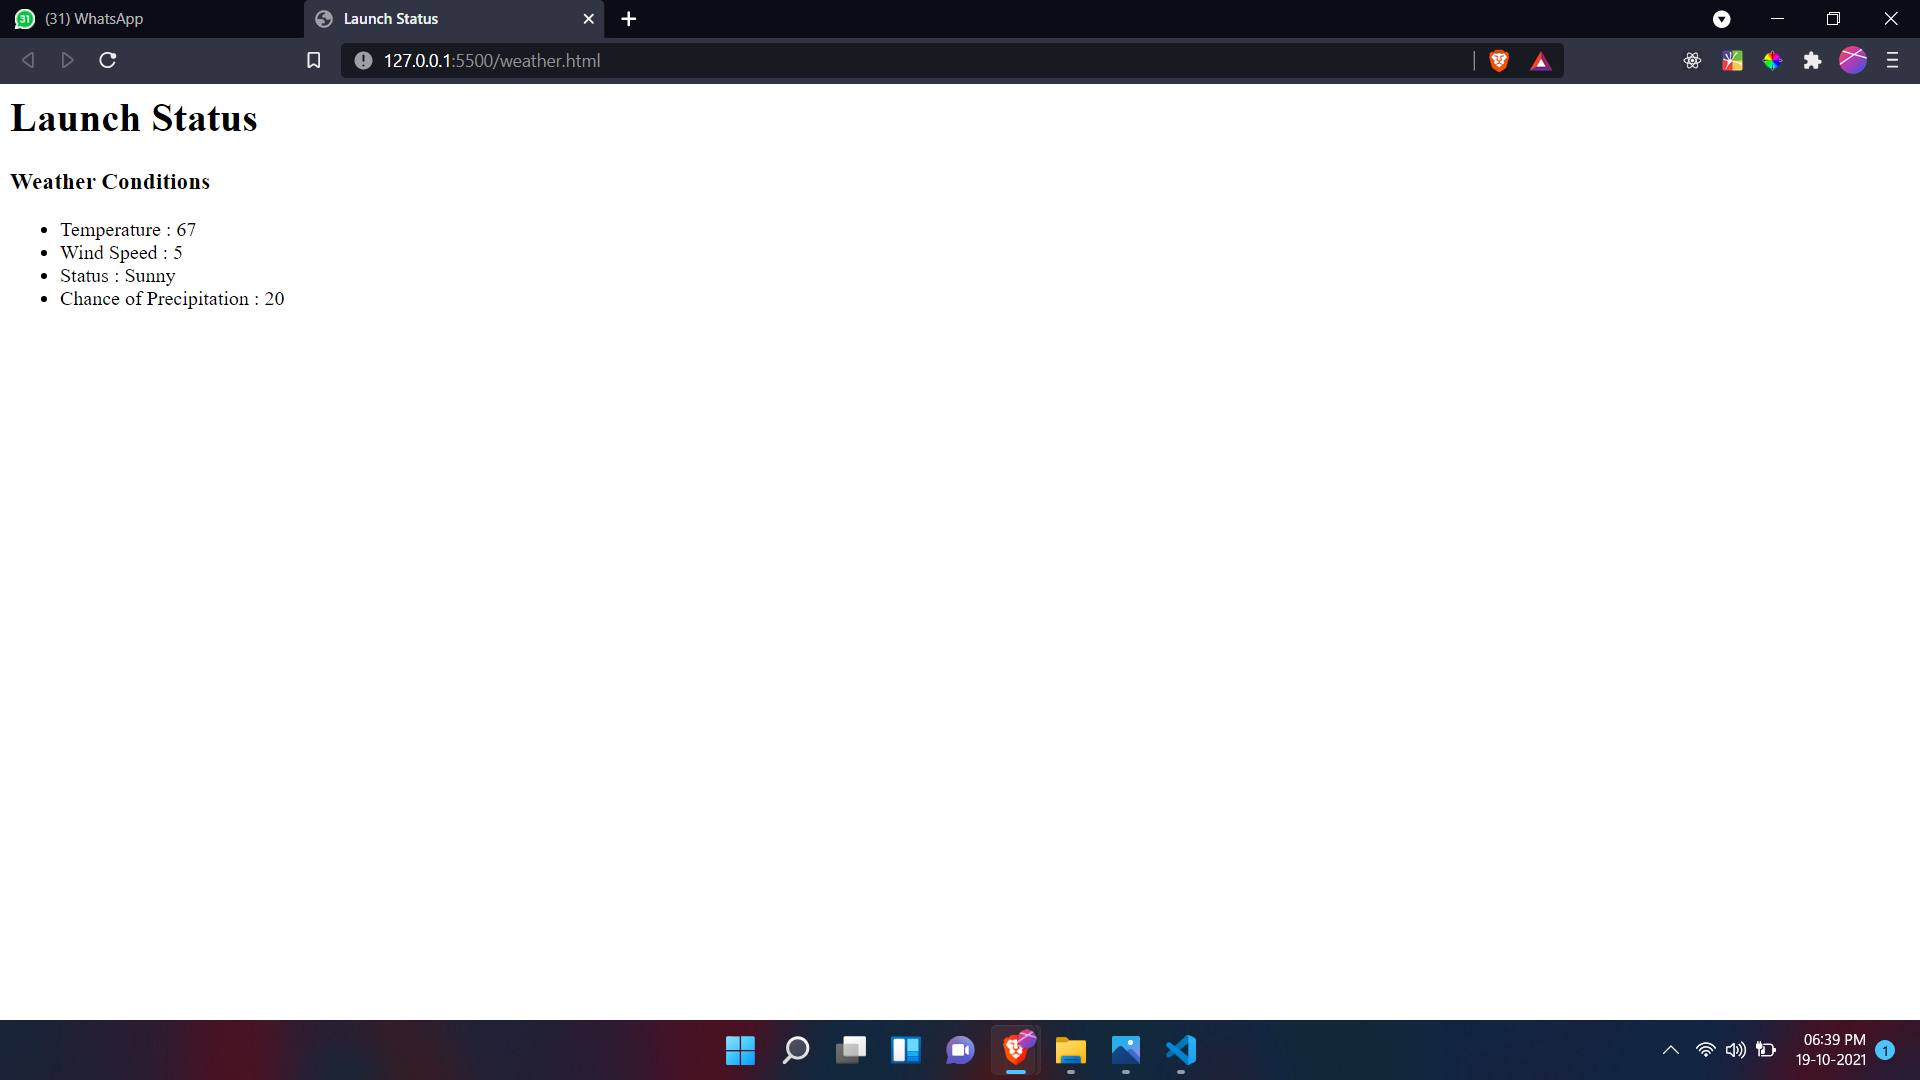 31 (31) WhatsApp
Launch Status
127.0.0.1:5500/weather.html
Launch Status
Weather Conditions
Temperature : 67
Wind Speed : 5
Status : Sunny
Chance of Precipitation : 20
06:39 PM
19-10-2021
1